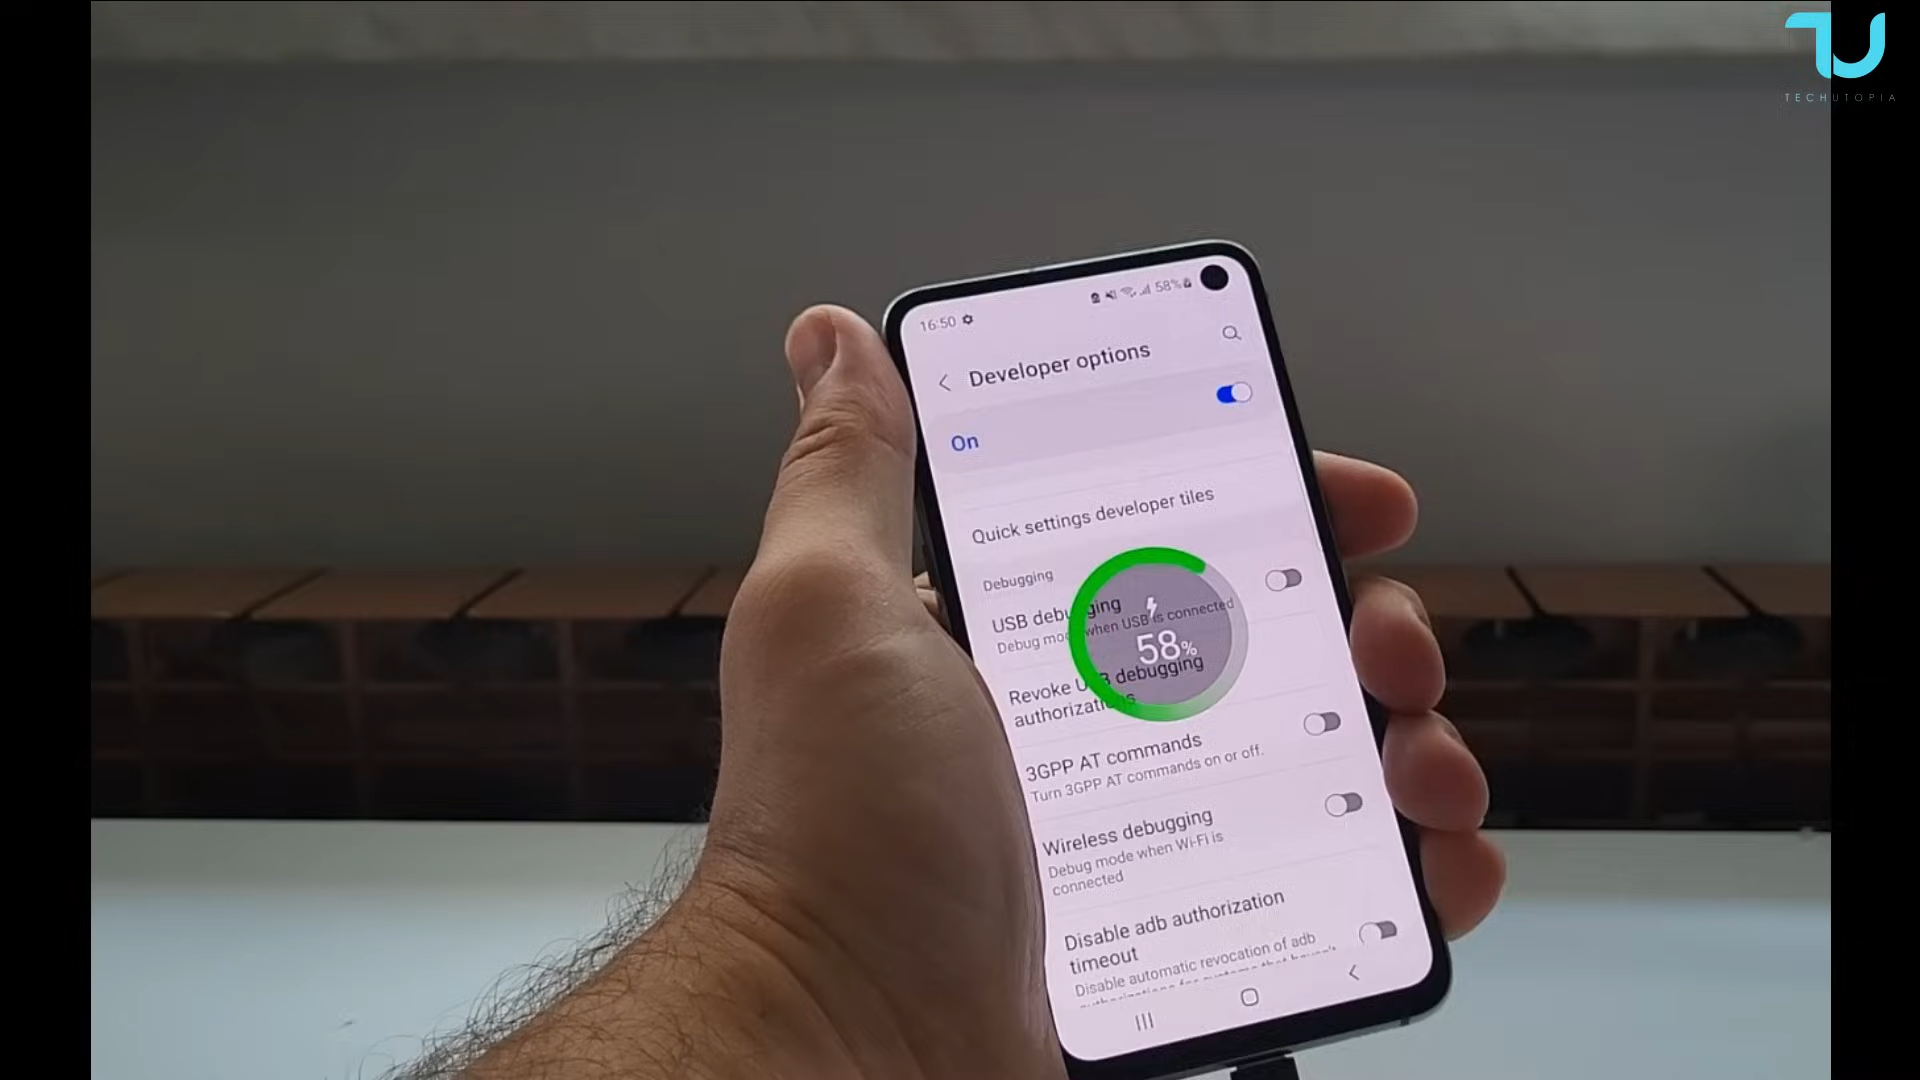 TU
TECHUTOPIA
16:50
58%
Developer options
On
Quick settings developer tiles
Debugging
USB debugging
Debug mode when USB is connected
58%
Revoke USB debugging
authorizations
3GPP AT commands
Turn 3GPP AT commands on or off.
Wireless debugging
Debug mode when Wi-Fi is
connected
Disable adb authorization
timeout
Disable automatic revocation of adb